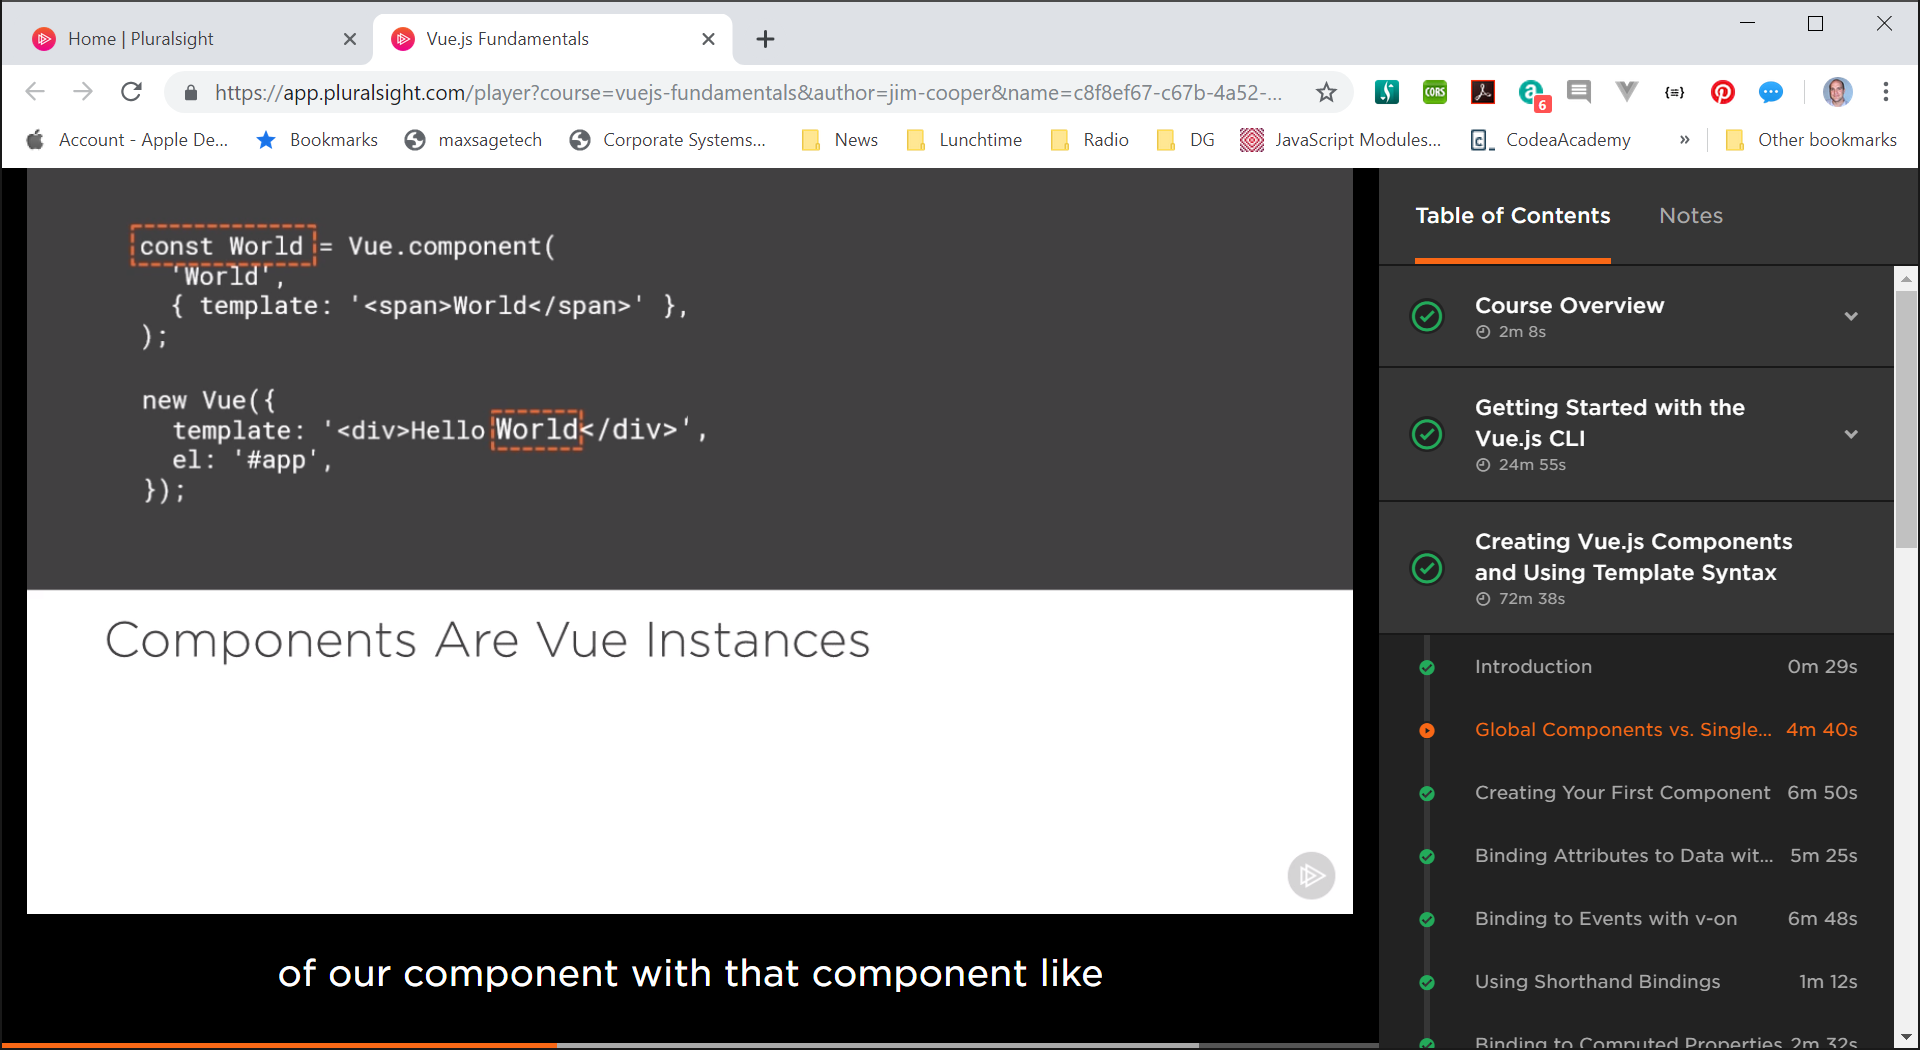 Home | Pluralsight
Vue.js Fundamentals
https://app.pluralsight.com/player?course=vuejs-fundamentals&author=jim-cooper&name=c8f8ef67-c67b-4a52-...
CORS
6
{≡}
Account - Apple De...
Bookmarks
maxsagetech
Corporate Systems...
News
Lunchtime
Radio
DG
JavaScript Modules...
CodeaAcademy
»
Other bookmarks
const World = Vue.component(
'World',
{ template: '<span>World</span>' },
);
new Vue({
template: '<div>Hello World</div>',
el: '#app',
});
Components Are Vue Instances
of our component with that component like
Table of Contents
Notes
Course Overview
2m 8s
Getting Started with the
Vue.js CLI
24m 55s
Creating Vue.js Components
and Using Template Syntax
72m 38s
Introduction 0m 29s
Global Components vs. Single... 4m 40s
Creating Your First Component 6m 50s
Binding Attributes to Data wit... 5m 25s
Binding to Events with v-on 6m 48s
Using Shorthand Bindings 1m 12s
Binding to Computed Properties 2m 32s